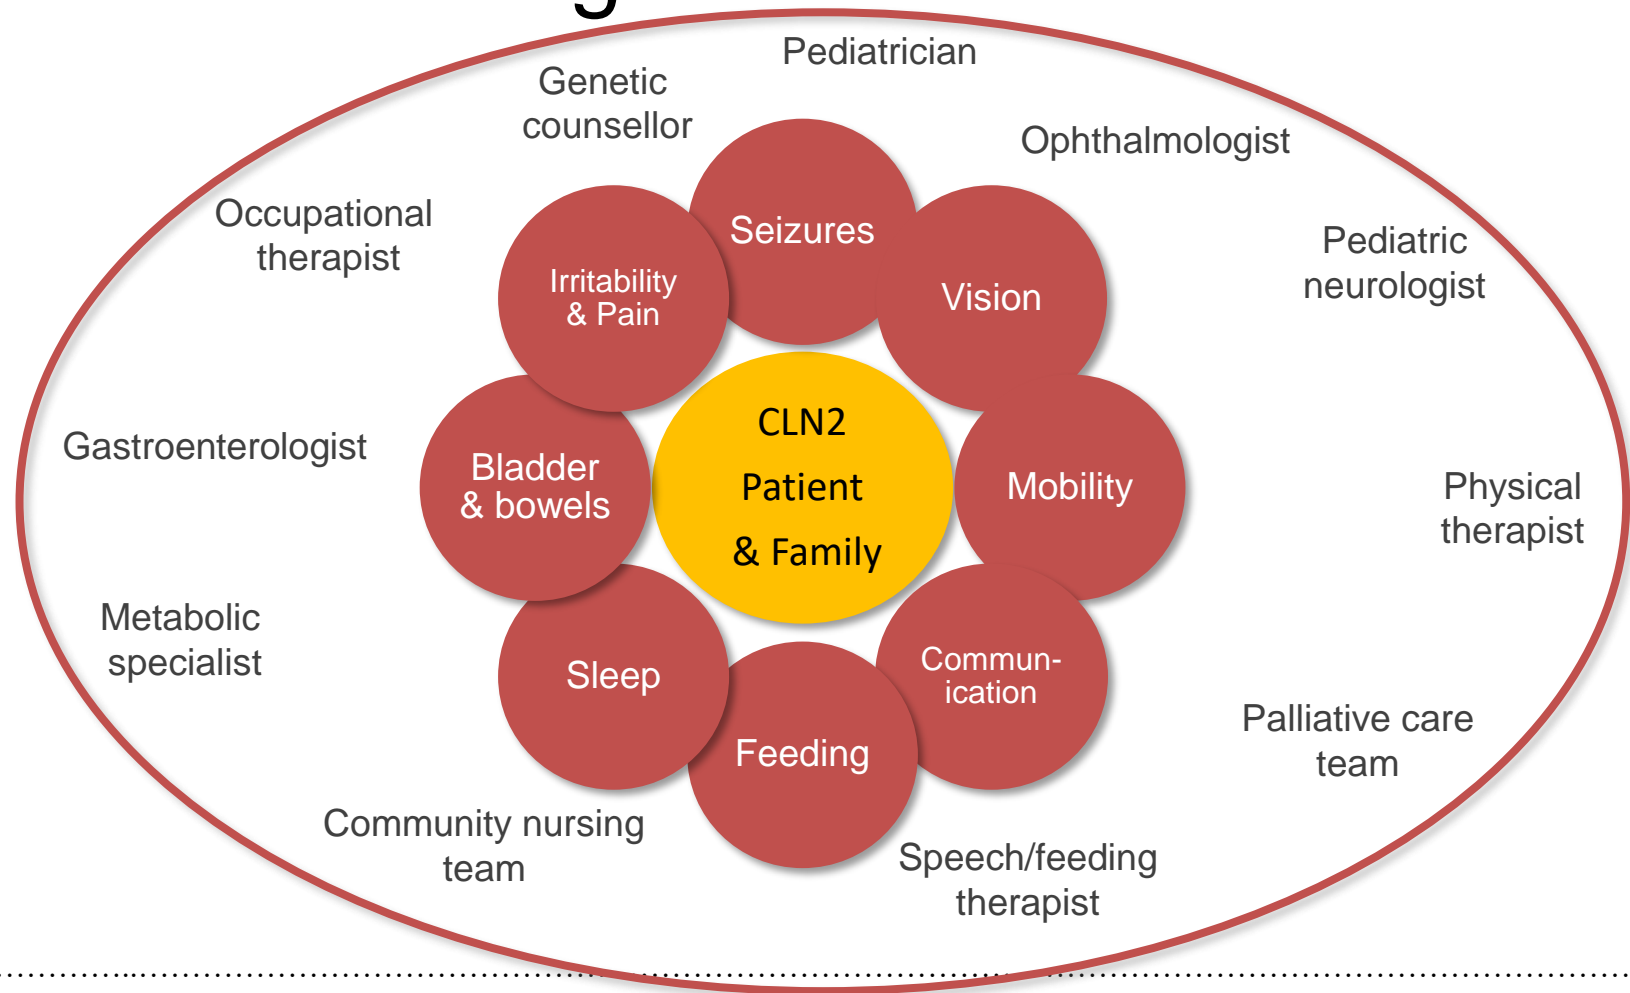 Pediatrician
Genetic
counsellor
Ophthalmologist
Occupational
therapist
Seizures
Pediatric
neurologist
Irritability
& Pain
Vision
CLN2
Patient
& Family
Gastroenterologist
Bladder
& bowels
Mobility
Physical
therapist
Metabolic
specialist
Sleep
Commun-
ication
Feeding
Palliative care
team
Community nursing
team
Speech/feeding
therapist